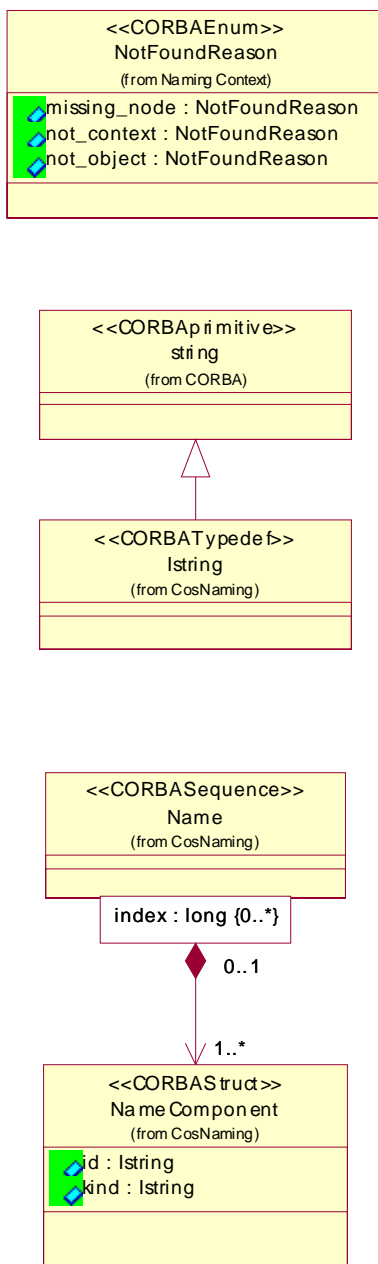 <<CORBAEnum>>
NotFoundReason
(from Naming Context)
missing_node : NotFoundReason
not_context : NotFoundReason
not_object : NotFoundReason
<<CORBAprimitive>>
string
(from CORBA)
<<CORBATypedef>>
Istring
(from CosNaming)
<<CORBASequence>>
Name
(from CosNaming)
index : long {0..*}
0..1
1..*
<<CORBAStruct>>
NameComponent
(from CosNaming)
id : Istring
kind : Istring